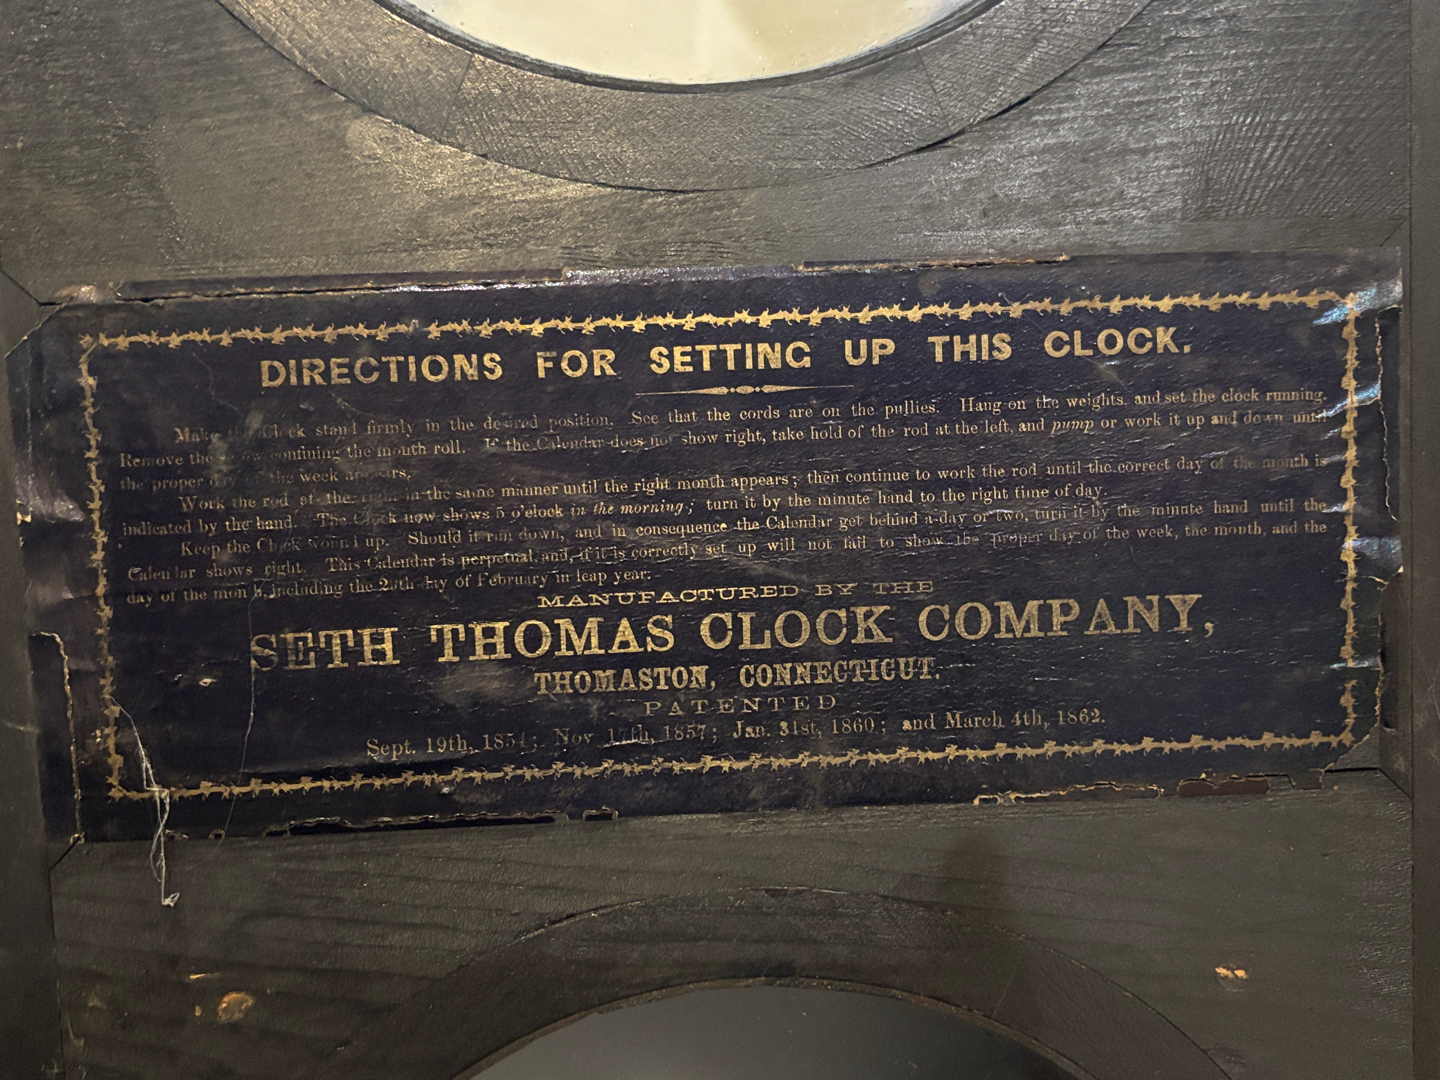 DIRECTIONS FOR SETTING UP THIS CLOCK.
Make Clock stand firmly in the desired position. See that the cords are on the pullies. Hang on the weights, and set the clock running.
Remove the confining the mouth roll. If the Calendar does not show right, take hold of the rod at the left, and pump or work it up and down until
the proper the week appears.
Work the rod at the right in the same manner until the right month appears; then continue to work the rod until the correct day of the month is
indicated by the hand. The Clock now shows 5 o'elock in the morning; turn it by the minute hand to the right time of day.
Keep the Clock wound up. Should it run down, and in consequence the Calendar get behind a day or two, turn it by the minute hand until the
Calendar shows right. This Calendar is perpetual, and, if it is correctly set up will not fail to show the proper day of the week, the month, and the
day of the month, including the 29th day of February in leap year.
MANUFACTURED BY THE
SETH THOMAS CLOCK COMPANY,
THOMASTON, CONNECTICUT.
PATENTED
Sept. 19th, 1854; Nov 17th, 1857; Jan. 31st, 1860; and March 4th, 1862.